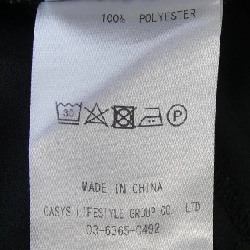 100% POLYESTER
30
P
MADE IN CHINA
CASYS LIFESTYLE GROUP CO. LTD
03-6365-0492